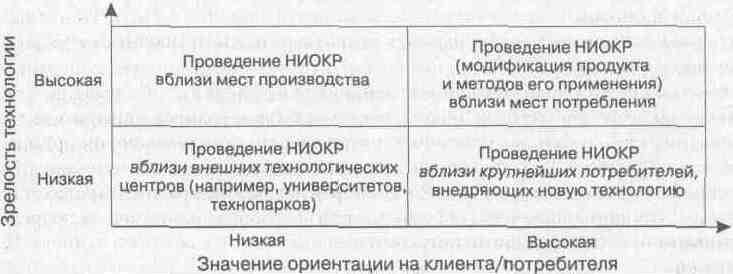 Зрелость технологии
Высокая
Проведение НИОКР
вблизи мест производства
Проведение НИОКР
(модификация продукта
и методов его применения)
вблизи мест потребления
Низкая
Проведение НИОКР
вблизи внешних технологических
центров (например, университетов,
технопарков)
Проведение НИОКР
вблизи крупнейших потребителей,
внедряющих новую технологию
Низкая
Высокая
Значение ориентации на клиента/потребителя